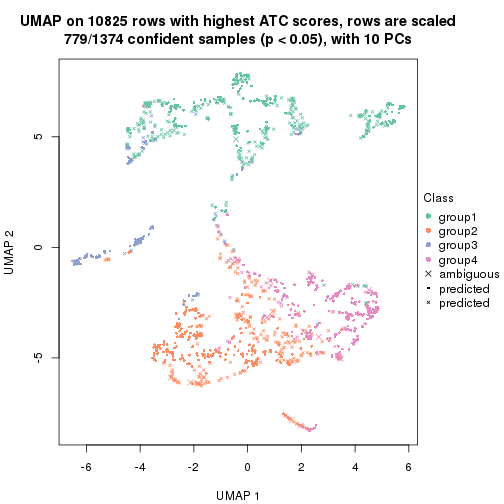 UMAP on 10825 rows with highest ATC scores, rows are scaled
779/1374 confident samples (p < 0.05), with 10 PCs
5
0
-5
UMAP 2
-6
-4
-2
0
2
4
6
UMAP 1
Class
group1
group2
group3
group4
ambiguous
predicted
predicted